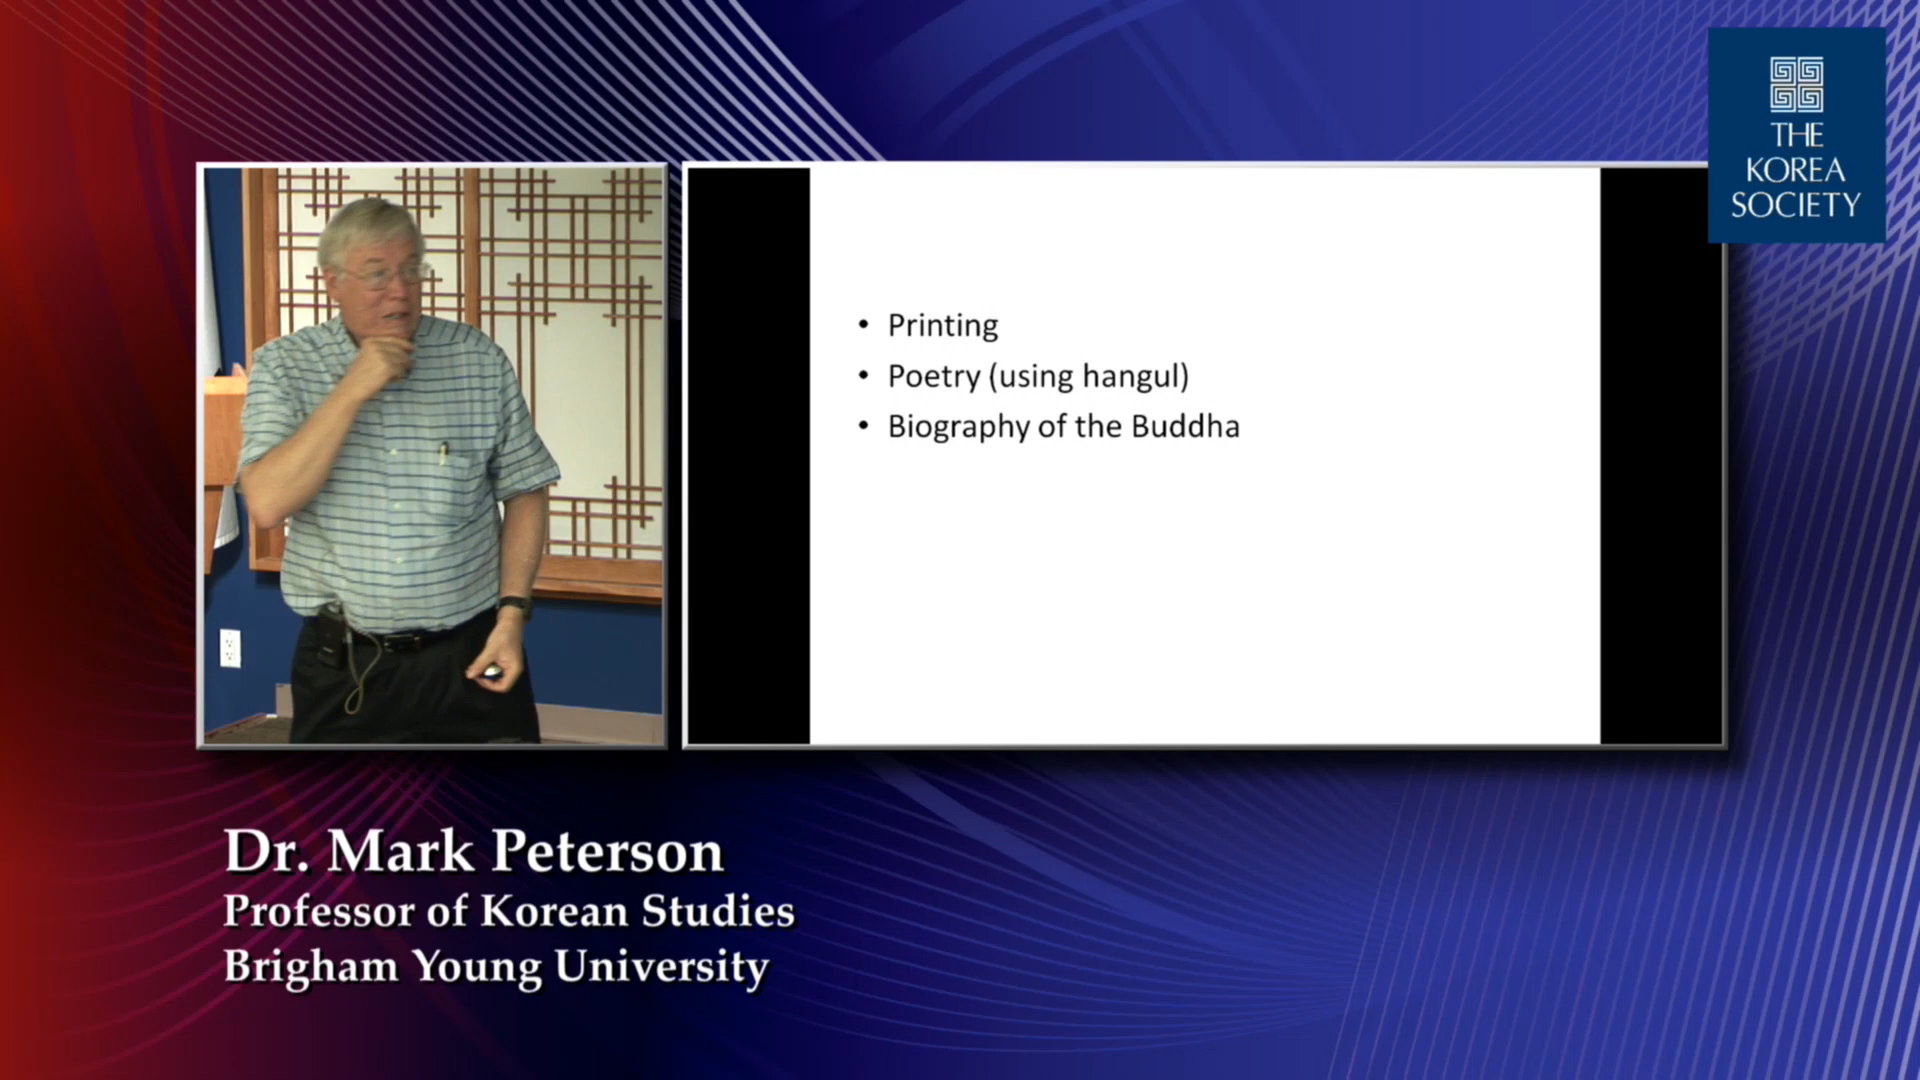 THE
KOREA
SOCIETY
• Printing
• Poetry (using hangul)
• Biography of the Buddha
Dr. Mark Peterson
Professor of Korean Studies
Brigham Young University